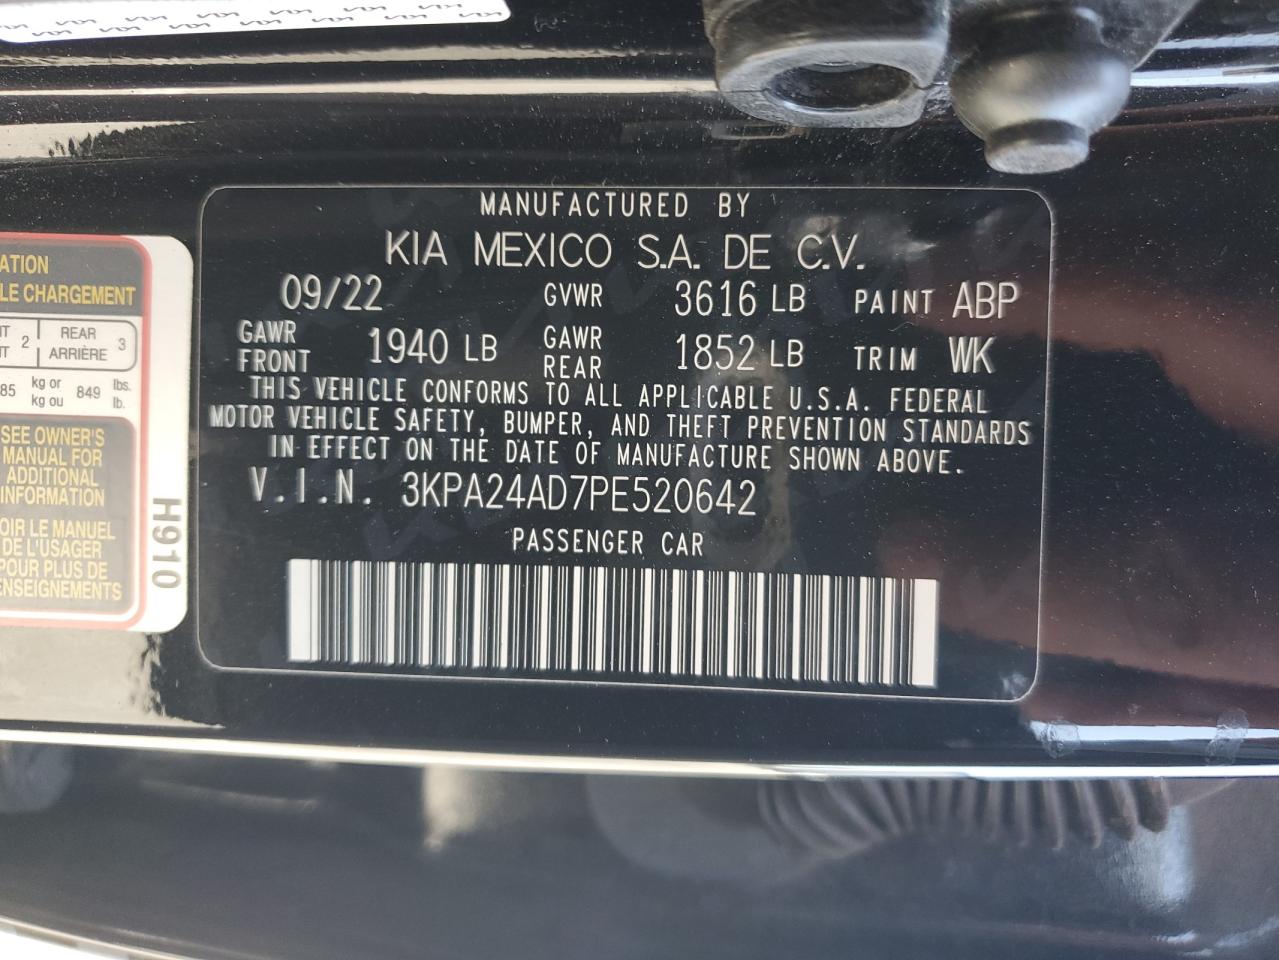 MANUFACTURED BY
KIA MEXICO S.A. DE C.V.
09/22 GVWR 3616 LB PAINT ABP
GAWR FRONT 1940 LB GAWR REAR 1852 LB TRIM WK
THIS VEHICLE CONFORMS TO ALL APPLICABLE U.S.A. FEDERAL
MOTOR VEHICLE SAFETY, BUMPER, AND THEFT PREVENTION STANDARDS
IN EFFECT ON THE DATE OF MANUFACTURE SHOWN ABOVE.
V.I.N. 3KPA24AD7PE520642
PASSENGER CAR
ATION
LE CHARGEMENT
NT 2 REAR 3
NT ARRIÈRE
85 kg or 849 lbs.
kg ou lb.
SEE OWNER'S
MANUAL FOR
ADDITIONAL
INFORMATION
OIR LE MANUEL
DE L'USAGER
POUR PLUS DE
ENSEIGNEMENTS
H910